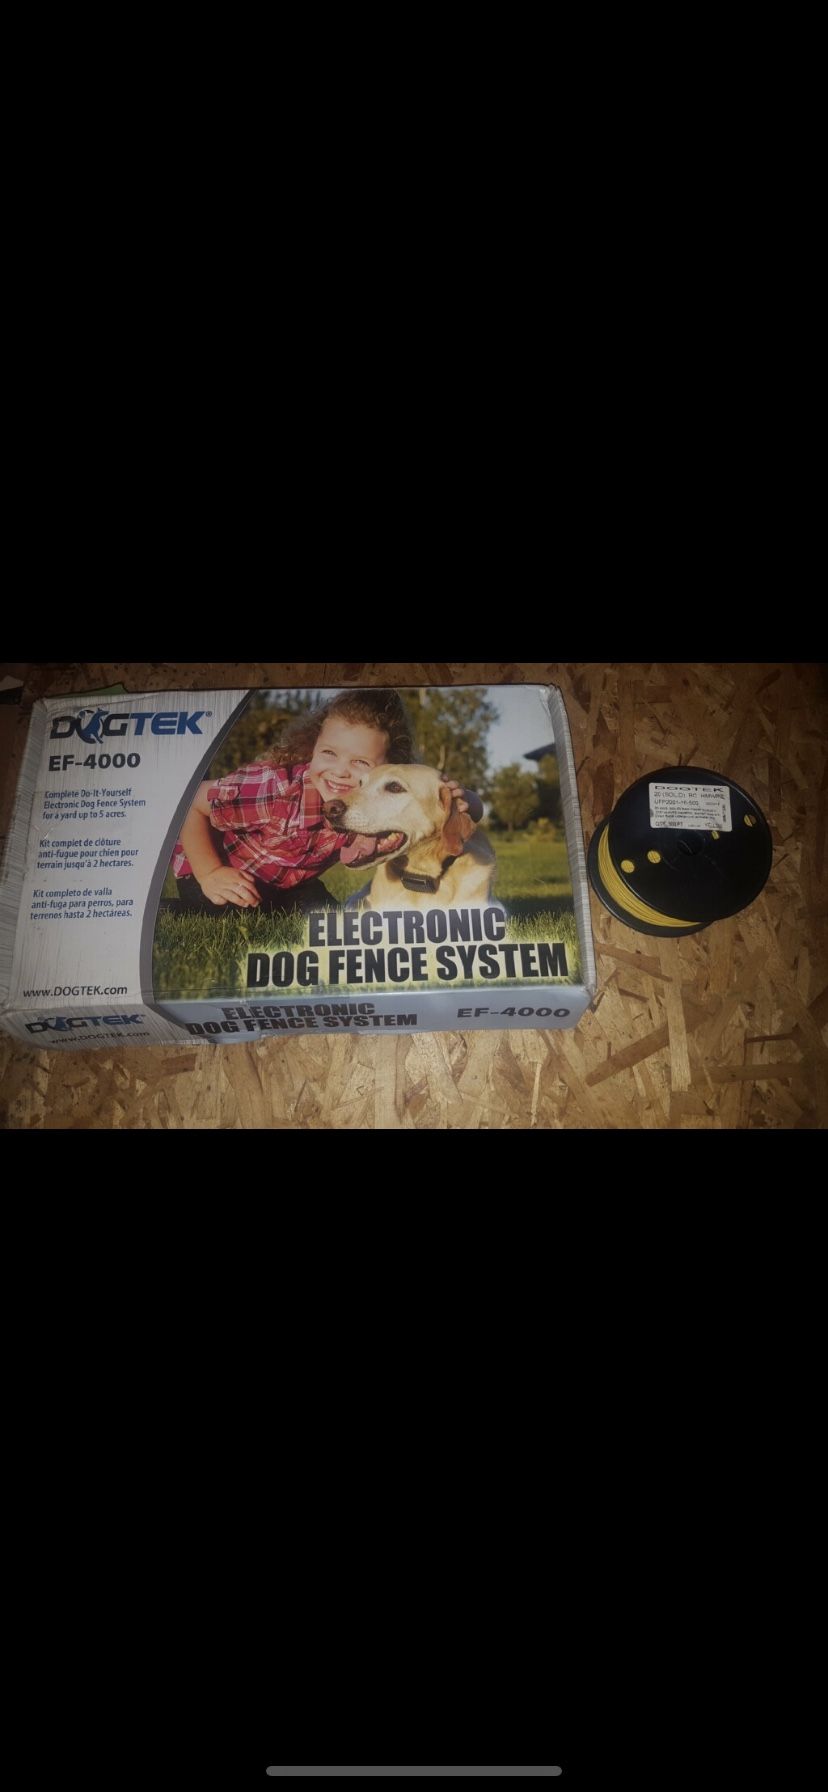 DOGTEK®
EF-4000
Complete Do-It-Yourself
Electronic Dog Fence System
for a yard up to 5 acres.
Kit complet de clôture
anti-fugue pour chien pour
terrain jusqu'à 2 hectares.
Kit completo de valla
anti-fuga para perros, para
terrenos hasta 2 hectáreas.
www.DOGTEK.com
ELECTRONIC
DOG FENCE SYSTEM
DOGTEK
www.DOGTEK.com
ELECTRONIC
DOG FENCE SYSTEM
EF-4000
DOGTEK
20 (SOLID)